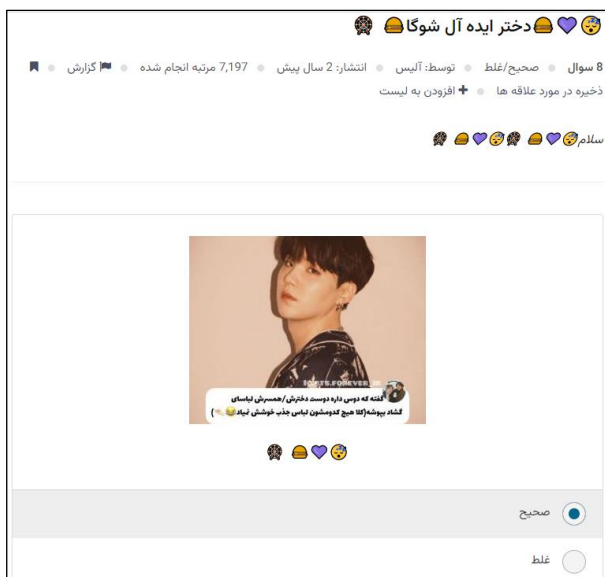 😴💜🍔دختر ایده آل شوگا🍔 🏵
8 سوال • صحیح/غلط • توسط: آلیس • انتشار: 2 سال پیش • 7,197 مرتبه انجام شده • گزارش •
ذخیره در مورد علاقه ها • + افزودن به لیست
سلام😴💜🍔 🏵😴💜🍔 🏵
گفته که دوس داره دوست دخترش/همسرش لباسای
گشاد بپوشه(کلا هیچ کدومشون لباس جذب خوششون نمیاد😂👌🏻)
😴💜🍔 🏵
صحیح
غلط